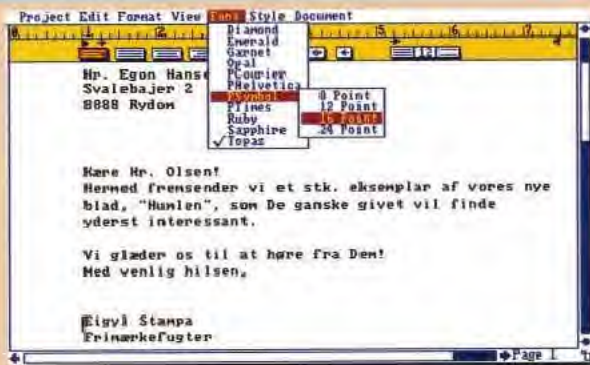 Project Edit Format View Font Style Document
Diamond
Emerald
Garnet
Opal
PCourier
PHelvetica
PSymbol
PTimes
Ruby
Sapphire
✓Topaz
8 Point
12 Point
16 Point
24 Point
Hr. Egon Hanse
Svalebajer 2
8888 Rydom
Kære Hr. Olsen!
Hermed fremsender vi et stk. eksemplar af vores nye
blad, "Humlen", som De ganske givet vil finde
yderst interessant.
Vi glæder os til at høre fra Dem!
Med venlig hilsen,
Eigyl Stampa
Frimærkefugter
Page 1